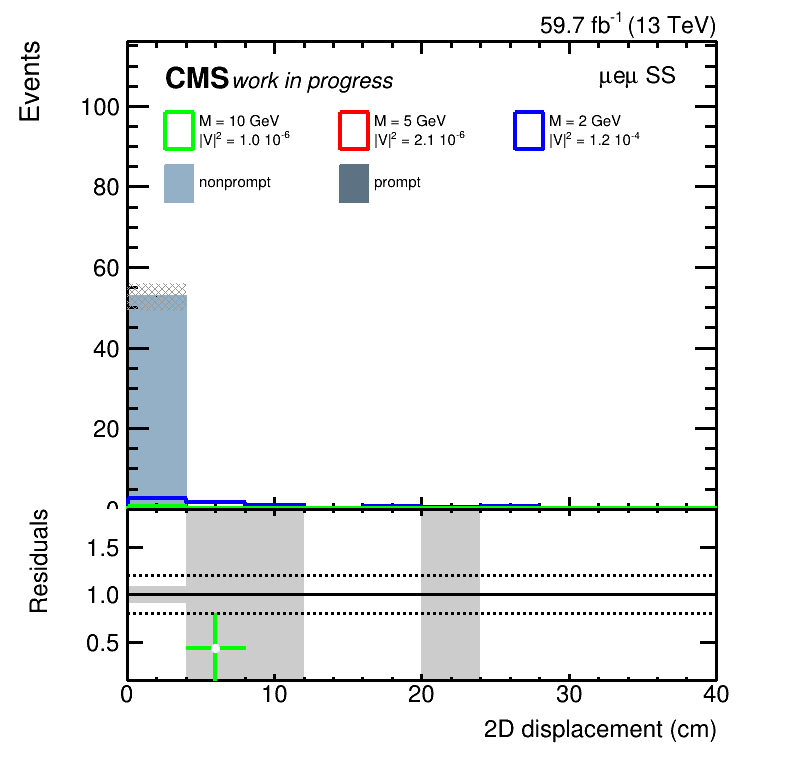 59.7 fb⁻¹ (13 TeV)
Events
CMS work in progress
μeμ SS
M = 10 GeV
|V|² = 1.0 10⁻⁶
M = 5 GeV
|V|² = 2.1 10⁻⁶
M = 2 GeV
|V|² = 1.2 10⁻⁴
nonprompt
prompt
100
80
60
40
20
0
Residuals
1.5
1.0
0.5
0 10 20 30 40
2D displacement (cm)